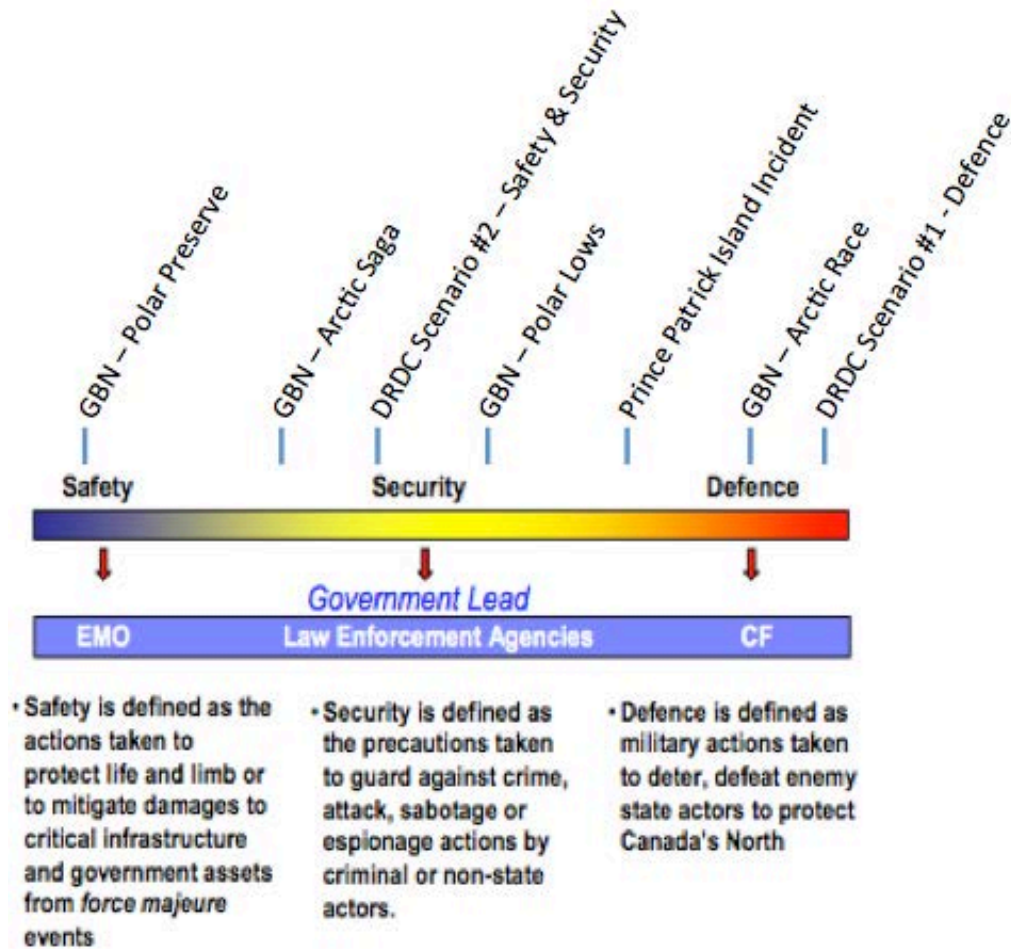 GBN – Polar Preserve
GBN – Arctic Saga
DRDC Scenario #2 – Safety & Security
GBN – Polar Lows
Prince Patrick Island Incident
GBN – Arctic Race
DRDC Scenario #1 - Defence
Safety
Security
Defence
Government Lead
EMO
Law Enforcement Agencies
CF
• Safety is defined as the
actions taken to
protect life and limb or
to mitigate damages to
critical infrastructure
and government assets
from force majeure
events
• Security is defined as
the precautions taken
to guard against crime,
attack, sabotage or
espionage actions by
criminal or non-state
actors.
• Defence is defined as
military actions taken
to deter, defeat enemy
state actors to protect
Canada's North